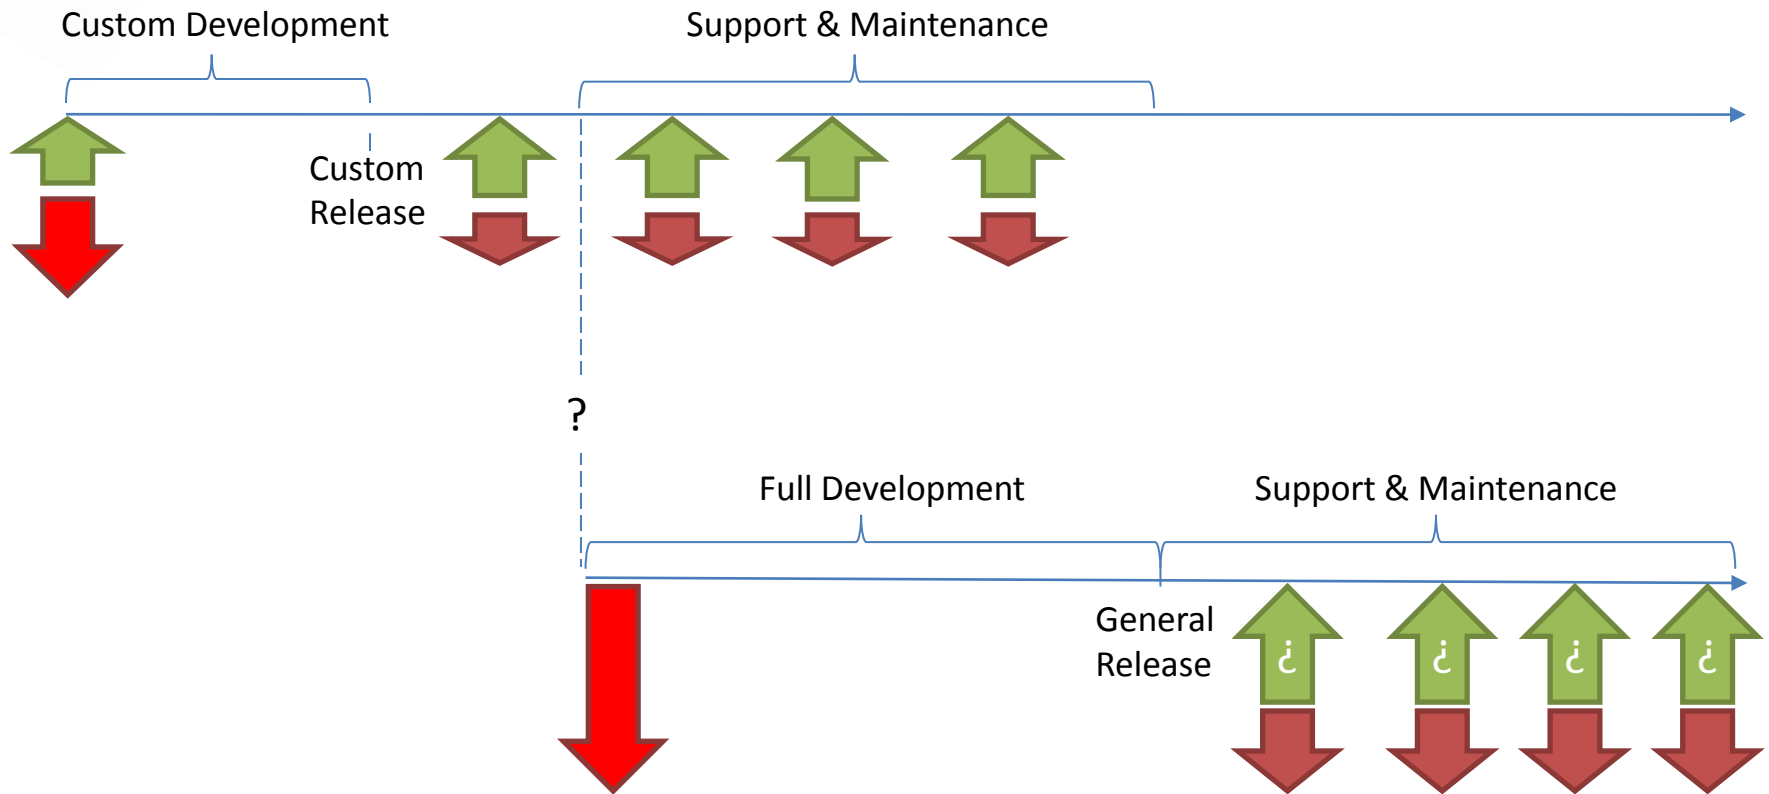 Custom Development
Support & Maintenance
Custom
Release
?
Full Development
Support & Maintenance
General
Release
¿
¿
¿
¿